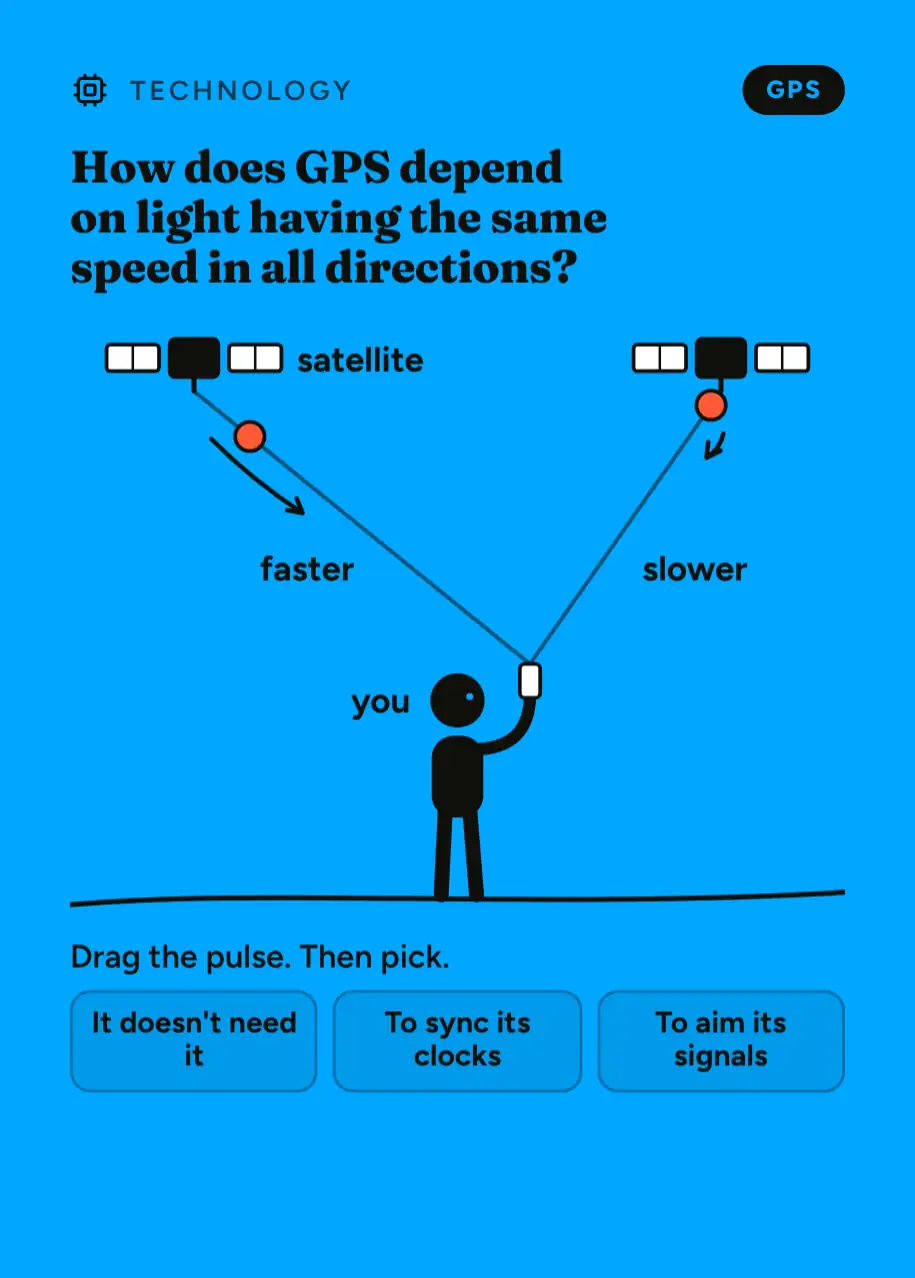 TECHNOLOGY
GPS
How does GPS depend
on light having the same
speed in all directions?
satellite
faster
slower
you
Drag the pulse. Then pick.
It doesn't need
it
To sync its
clocks
To aim its
signals